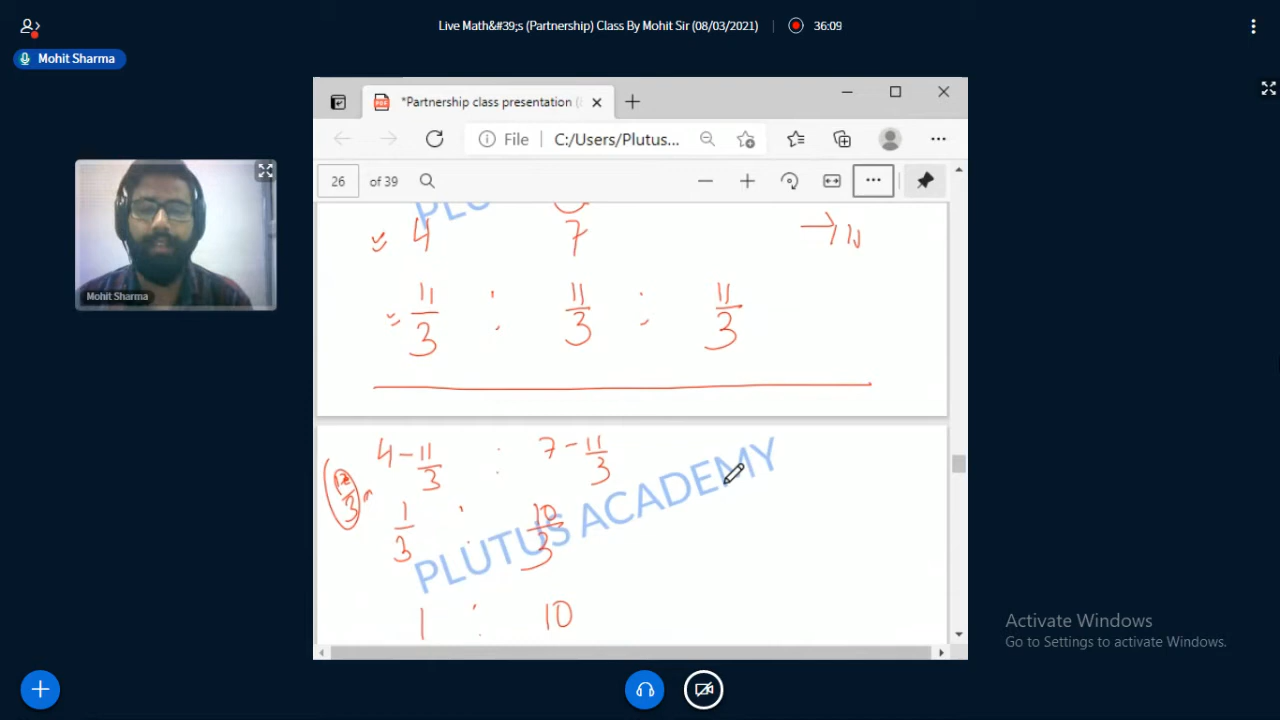 Live Math&#39;s (Partnership) Class By Mohit Sir (08/03/2021) 36:09
Mohit Sharma
*Partnership class presentation (
File C:/Users/Plutus...
26 of 39
4 7 → 11
11/3 : 11/3 : 11/3
Mohit Sharma
4 - 11/3 : 7 - 11/3
1/3 : 10/3
1 : 10
PLUTUS ACADEMY
Activate Windows
Go to Settings to activate Windows.